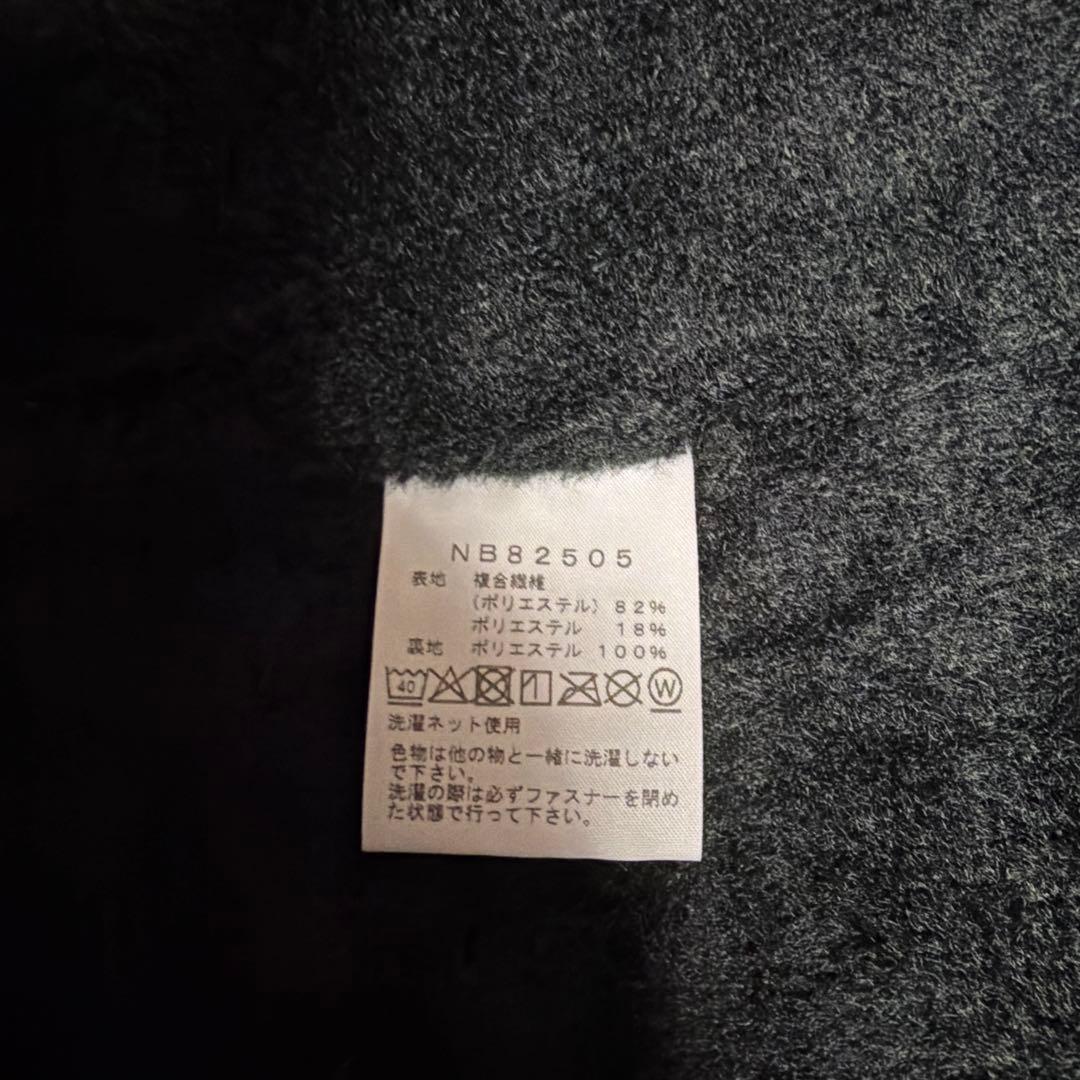 NB82505
表地 複合繊維
(ポリエステル) 82%
ポリエステル 18%
裏地 ポリエステル 100%
40 W
洗濯ネット使用
色物は他の物と一緒に洗濯しない
で下さい。
洗濯の際は必ずファスナーを閉め
た状態で行って下さい。